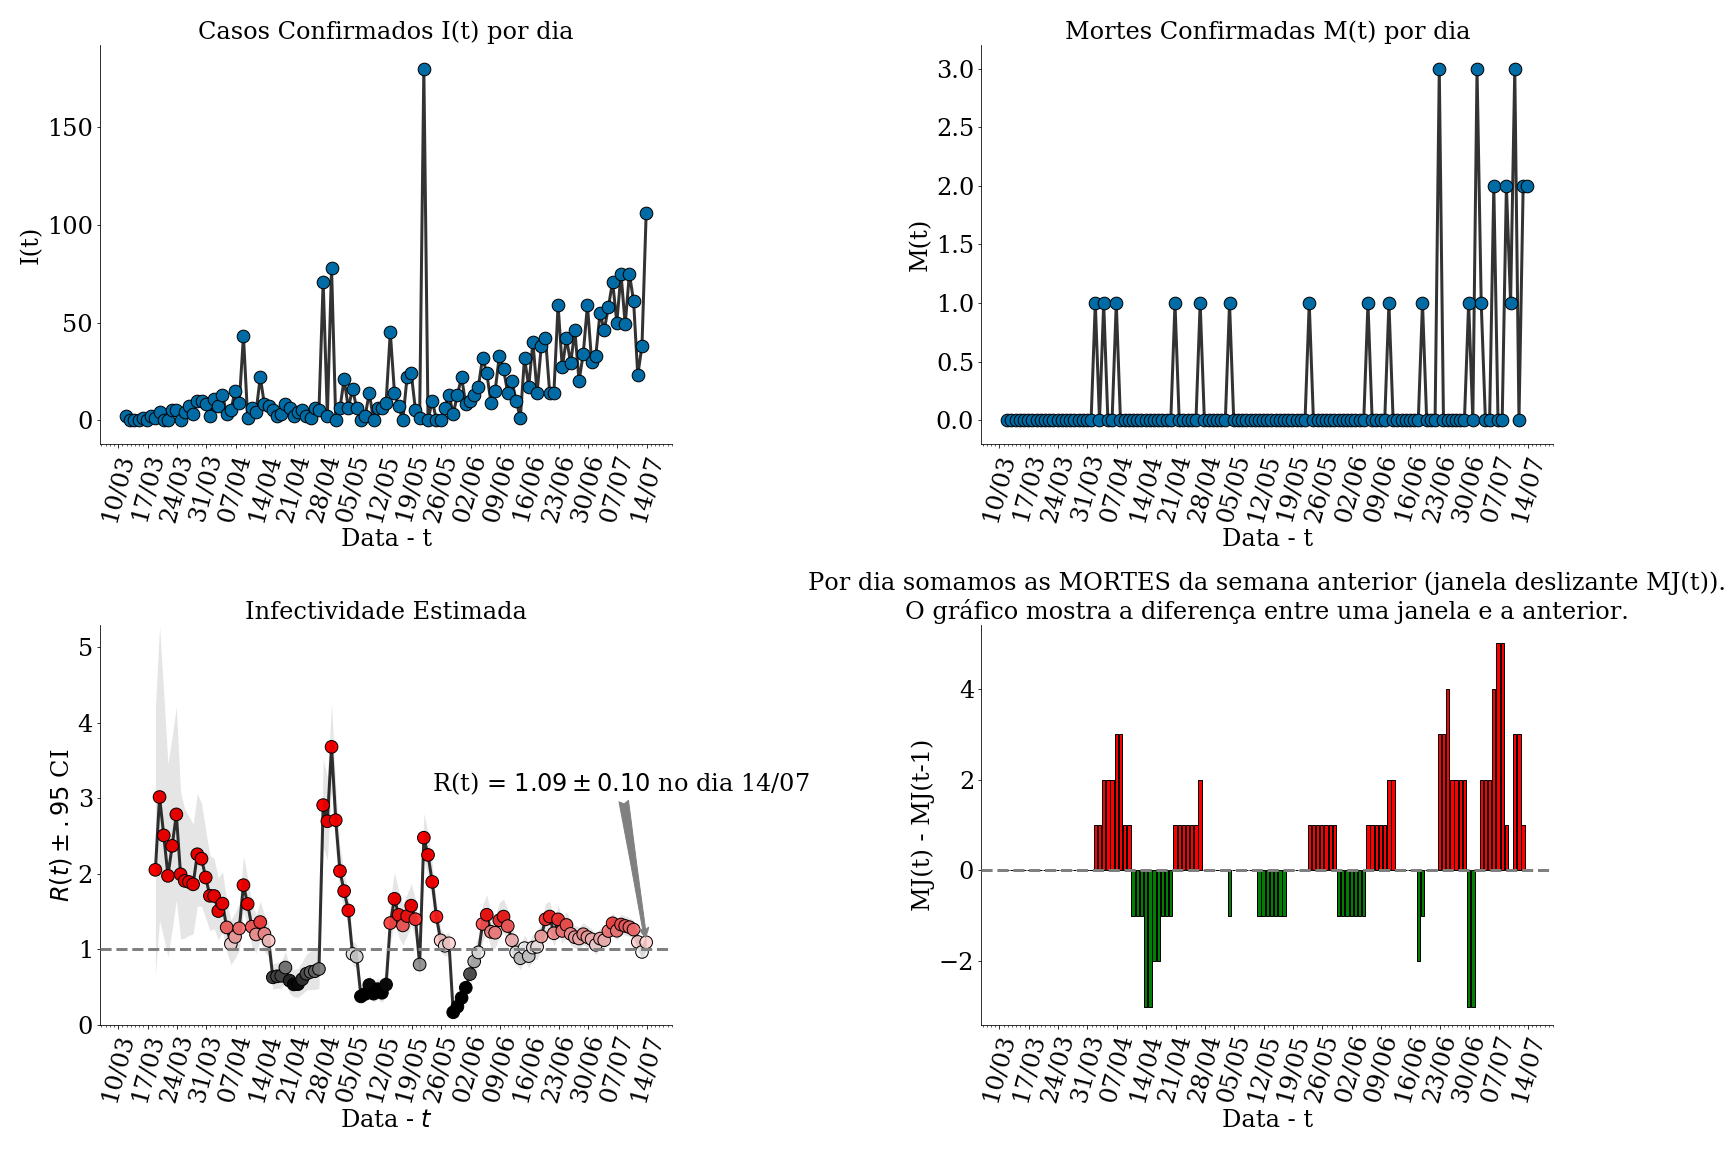 Casos Confirmados I(t) por dia
I(t)
150
100
50
0
10/03 17/03 24/03 31/03 07/04 14/04 21/04 28/04 05/05 12/05 19/05 26/05 02/06 09/06 16/06 23/06 30/06 07/07 14/07
Data - t
Mortes Confirmadas M(t) por dia
M(t)
3.0
2.5
2.0
1.5
1.0
0.5
0.0
10/03 17/03 24/03 31/03 07/04 14/04 21/04 28/04 05/05 12/05 19/05 26/05 02/06 09/06 16/06 23/06 30/06 07/07 14/07
Data - t
Infectividade Estimada
R(t) ± .95 CI
5
4
3
2
1
0
R(t) = 1.09 ± 0.10 no dia 14/07
10/03 17/03 24/03 31/03 07/04 14/04 21/04 28/04 05/05 12/05 19/05 26/05 02/06 09/06 16/06 23/06 30/06 07/07 14/07
Data - t
Por dia somamos as MORTES da semana anterior (janela deslizante MJ(t)).
O gráfico mostra a diferença entre uma janela e a anterior.
MJ(t) - MJ(t-1)
4
2
0
−2
10/03 17/03 24/03 31/03 07/04 14/04 21/04 28/04 05/05 12/05 19/05 26/05 02/06 09/06 16/06 23/06 30/06 07/07 14/07
Data - t